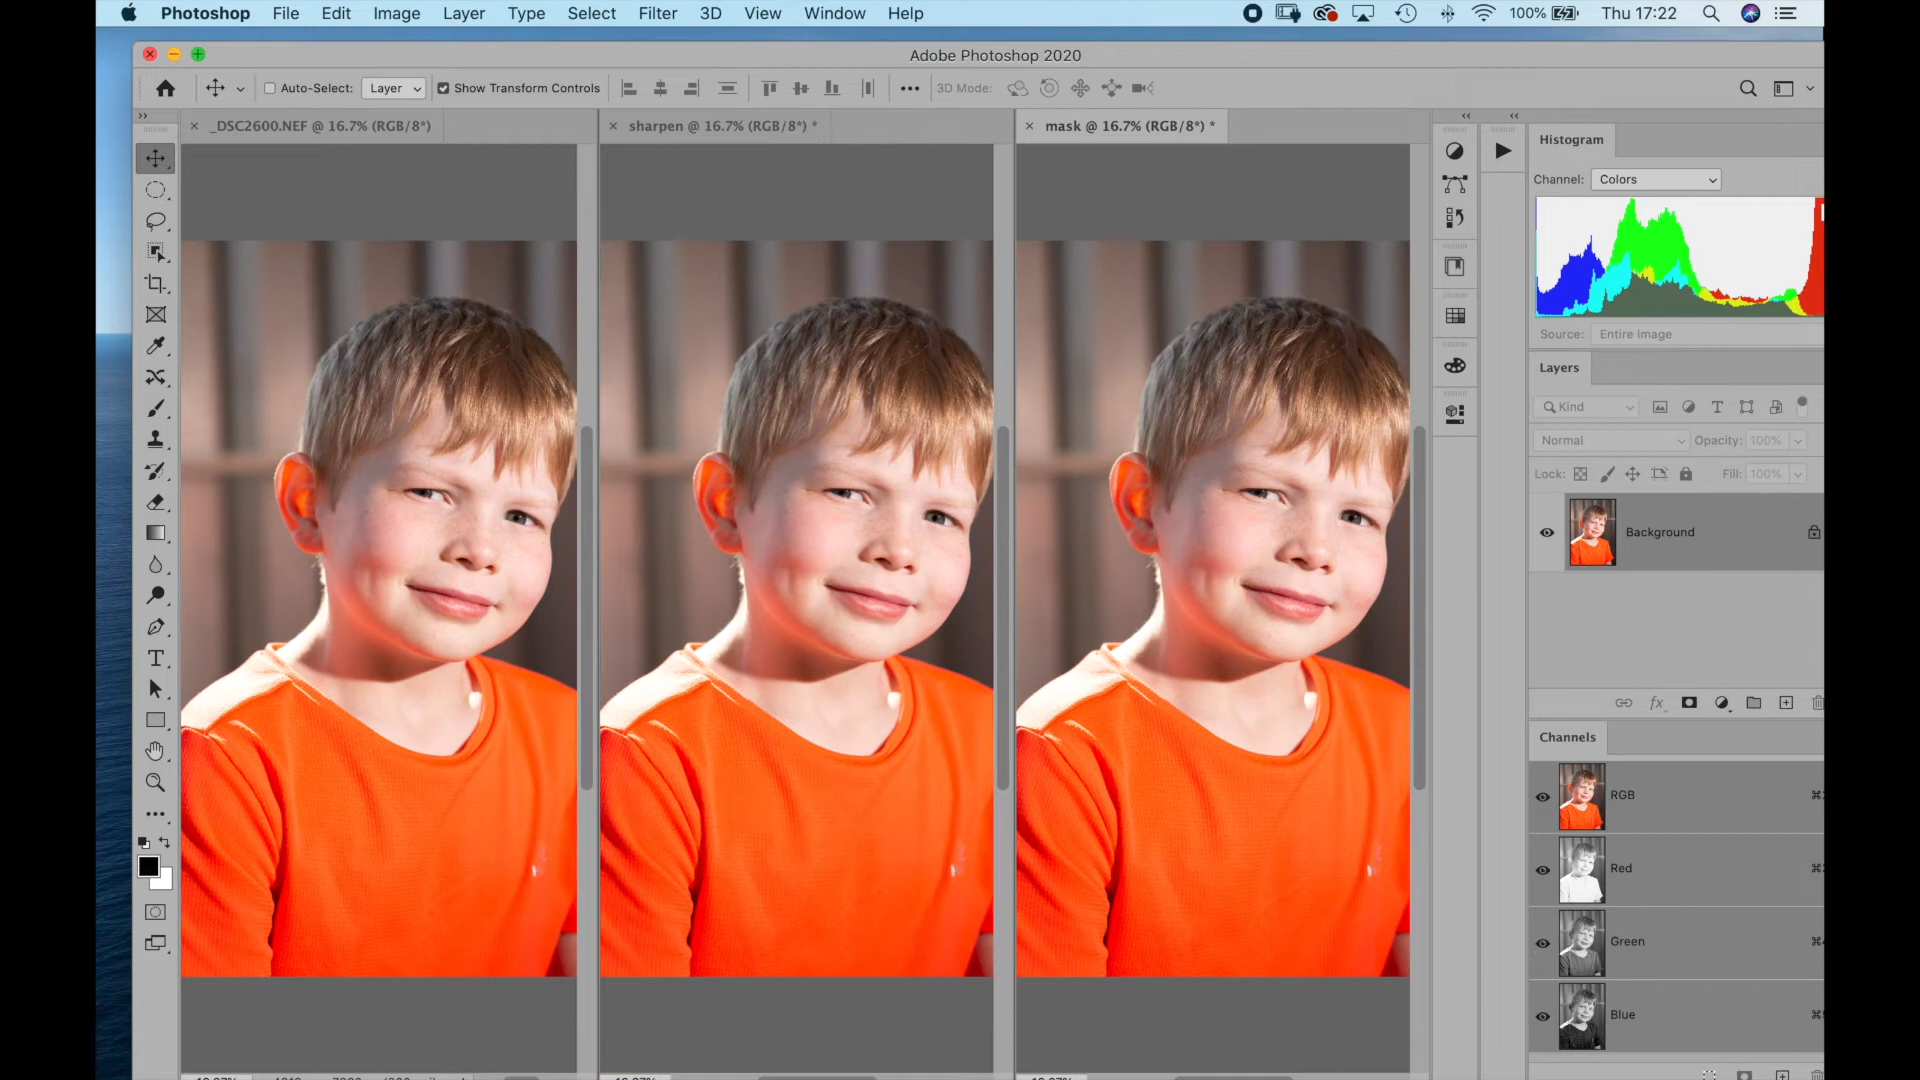 Photoshop File Edit Image Layer Type Select Filter 3D View Window Help 100% Thu 17:22
Adobe Photoshop 2020
Auto-Select: Layer Show Transform Controls 3D Mode:
_DSC2600.NEF @ 16.7% (RGB/8*) sharpen @ 16.7% (RGB/8*) * mask @ 16.7% (RGB/8*) *
Histogram
Channel: Colors
Source: Entire Image
Layers
Kind
Normal Opacity: 100%
Lock: Fill: 100%
Background
fx
Channels
RGB
Red
Green
Blue